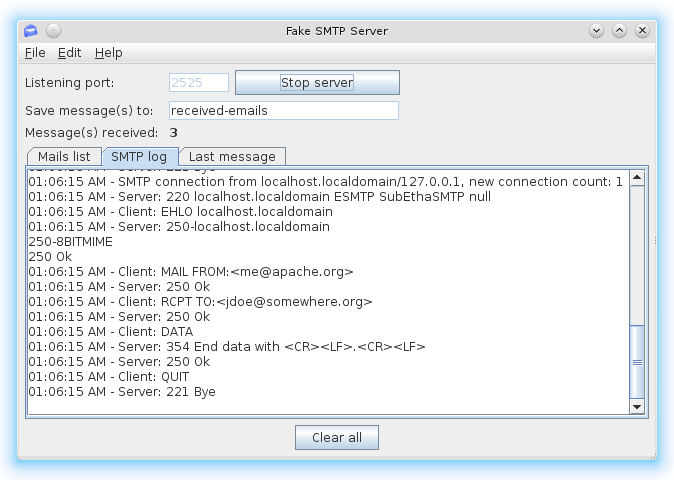 Fake SMTP Server
File Edit Help
Listening port: 2525 Stop server
Save message(s) to: received-emails
Message(s) received: 3
Mails list SMTP log Last message
01:06:15 AM - Server: 221 Bye
01:06:15 AM - SMTP connection from localhost.localdomain/127.0.0.1, new connection count: 1
01:06:15 AM - Server: 220 localhost.localdomain ESMTP SubEthaSMTP null
01:06:15 AM - Client: EHLO localhost.localdomain
01:06:15 AM - Server: 250-localhost.localdomain
250-8BITMIME
250 Ok
01:06:15 AM - Client: MAIL FROM:<me@apache.org>
01:06:15 AM - Server: 250 Ok
01:06:15 AM - Client: RCPT TO:<jdoe@somewhere.org>
01:06:15 AM - Server: 250 Ok
01:06:15 AM - Client: DATA
01:06:15 AM - Server: 354 End data with <CR><LF>.<CR><LF>
01:06:15 AM - Server: 250 Ok
01:06:15 AM - Client: QUIT
01:06:15 AM - Server: 221 Bye
Clear all